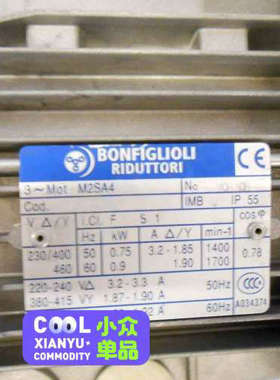 BONFIGLIOLI
RIDUTTORI
CE
3~Mot M2SA4 No
Cod. IMB IP 55
V Δ/Y I.Cl. F S 1 cosφ
Hz kW A Δ/Y min-1
230/400 50 0.75 3.2-1.85 1400 0.78
460 60 0.9 1.90 1700
220-240 VΔ 3.2-3.3 A 50Hz
380-415 VY 1.87-1.90 A A034374
A 60Hz
COOL 小众
XIANYU 单品
COMMODITY